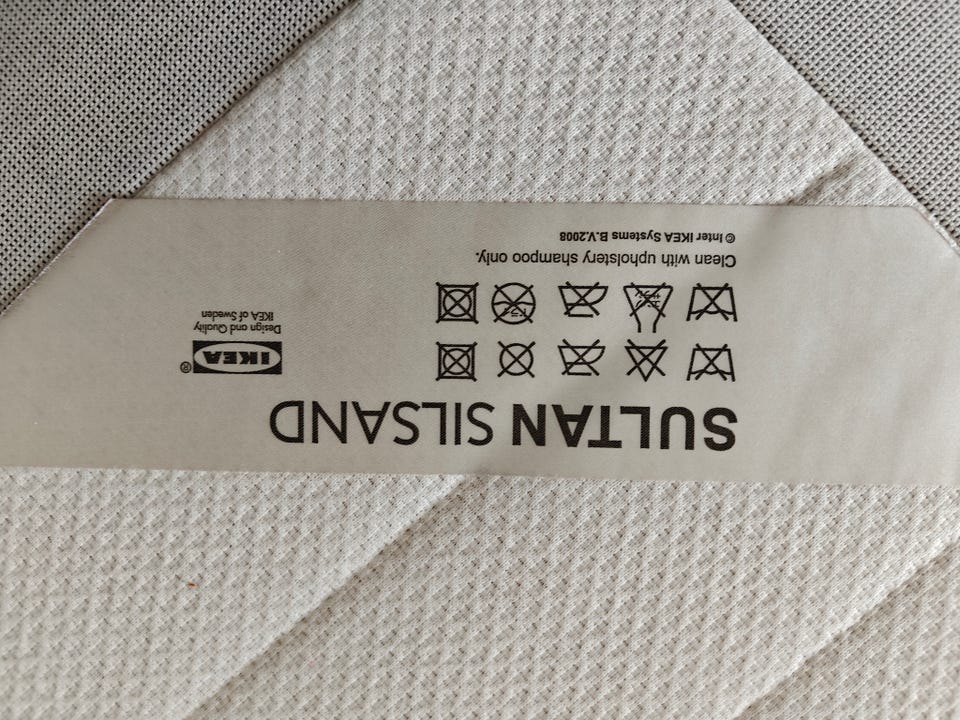 SULTAN SILSAND
Clean with upholstery shampoo only.
© Inter IKEA Systems B.V.2008
IKEA®
Design and Quality
IKEA of Sweden